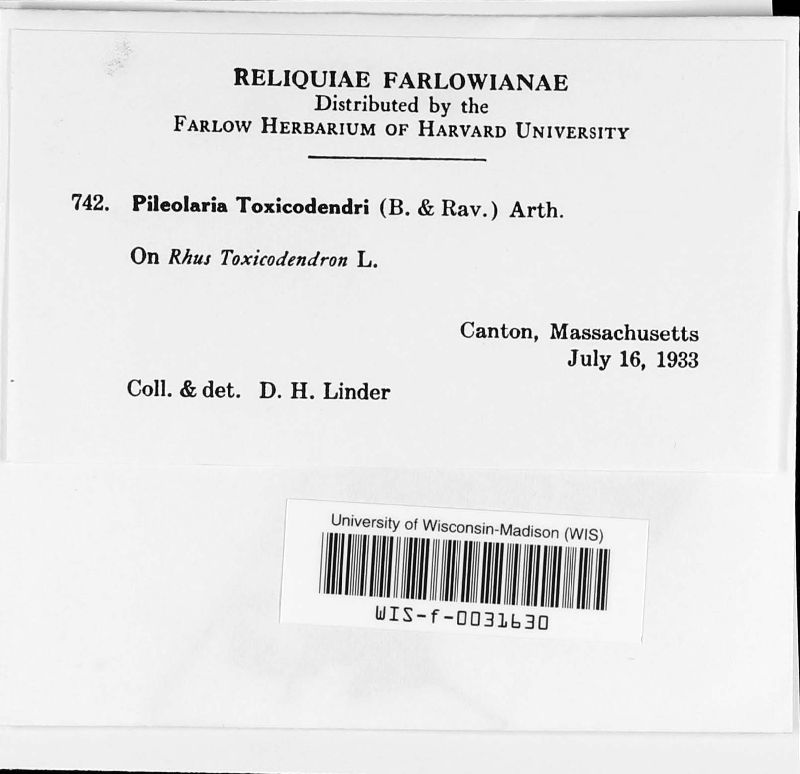 RELIQUIAE FARLOWIANAE
Distributed by the
FARLOW HERBARIUM OF HARVARD UNIVERSITY
742. Pileolaria Toxicodendri (B. & Rav.) Arth.
On Rhus Toxicodendron L.
Canton, Massachusetts
July 16, 1933
Coll. & det. D. H. Linder
University of Wisconsin-Madison (WIS)
WIS-f-0031630